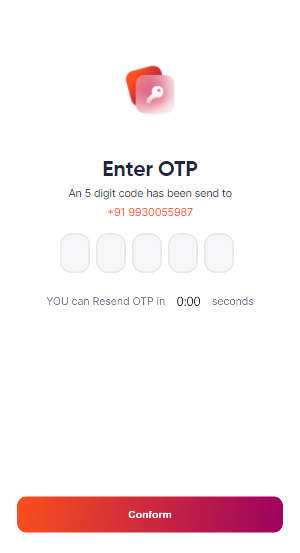 Enter OTP
An 5 digit code has been send to
+91 9930055987
YOU can Resend OTP in 0:00 seconds
Conform